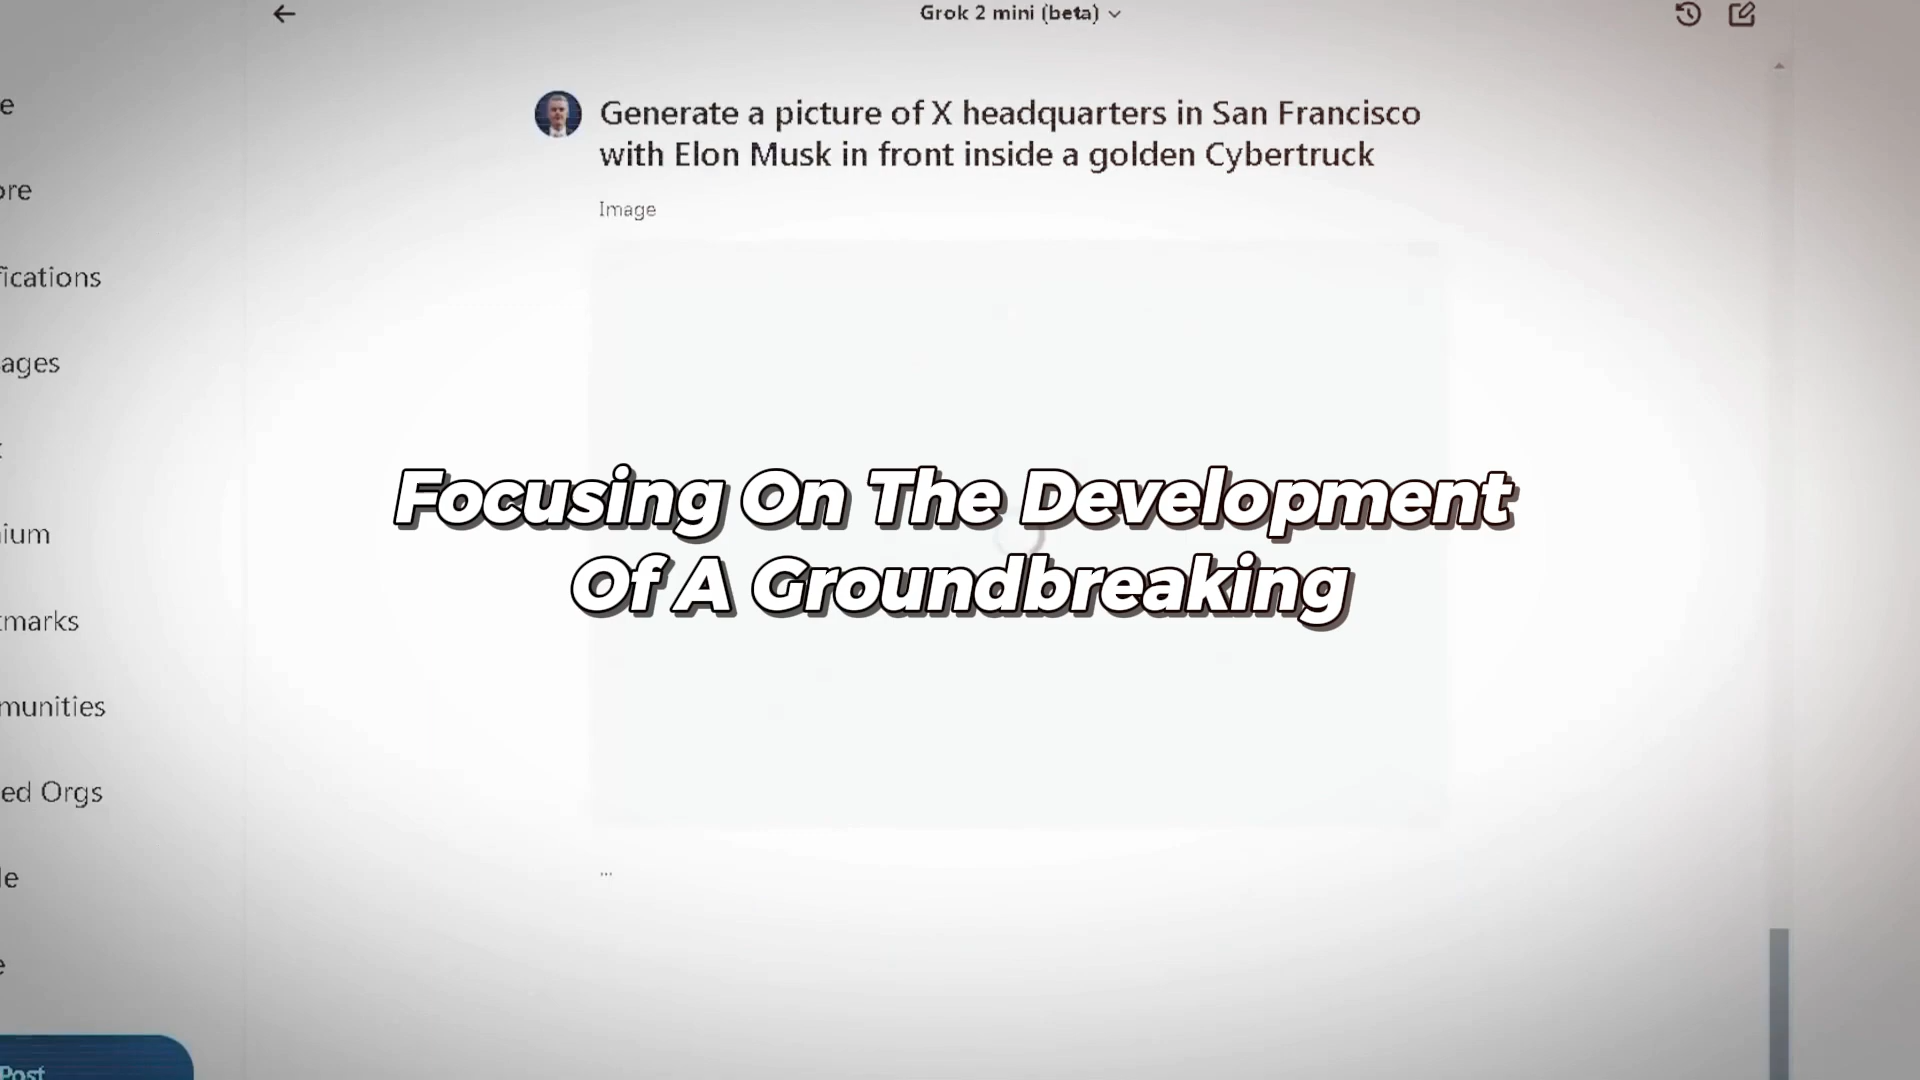 Grok 2 mini (beta)
Generate a picture of X headquarters in San Francisco
with Elon Musk in front inside a golden Cybertruck
Image
Focusing On The Development
Of A Groundbreaking
...
e
ore
fications
ages
ium
marks
munities
ed Orgs
le
e
Post